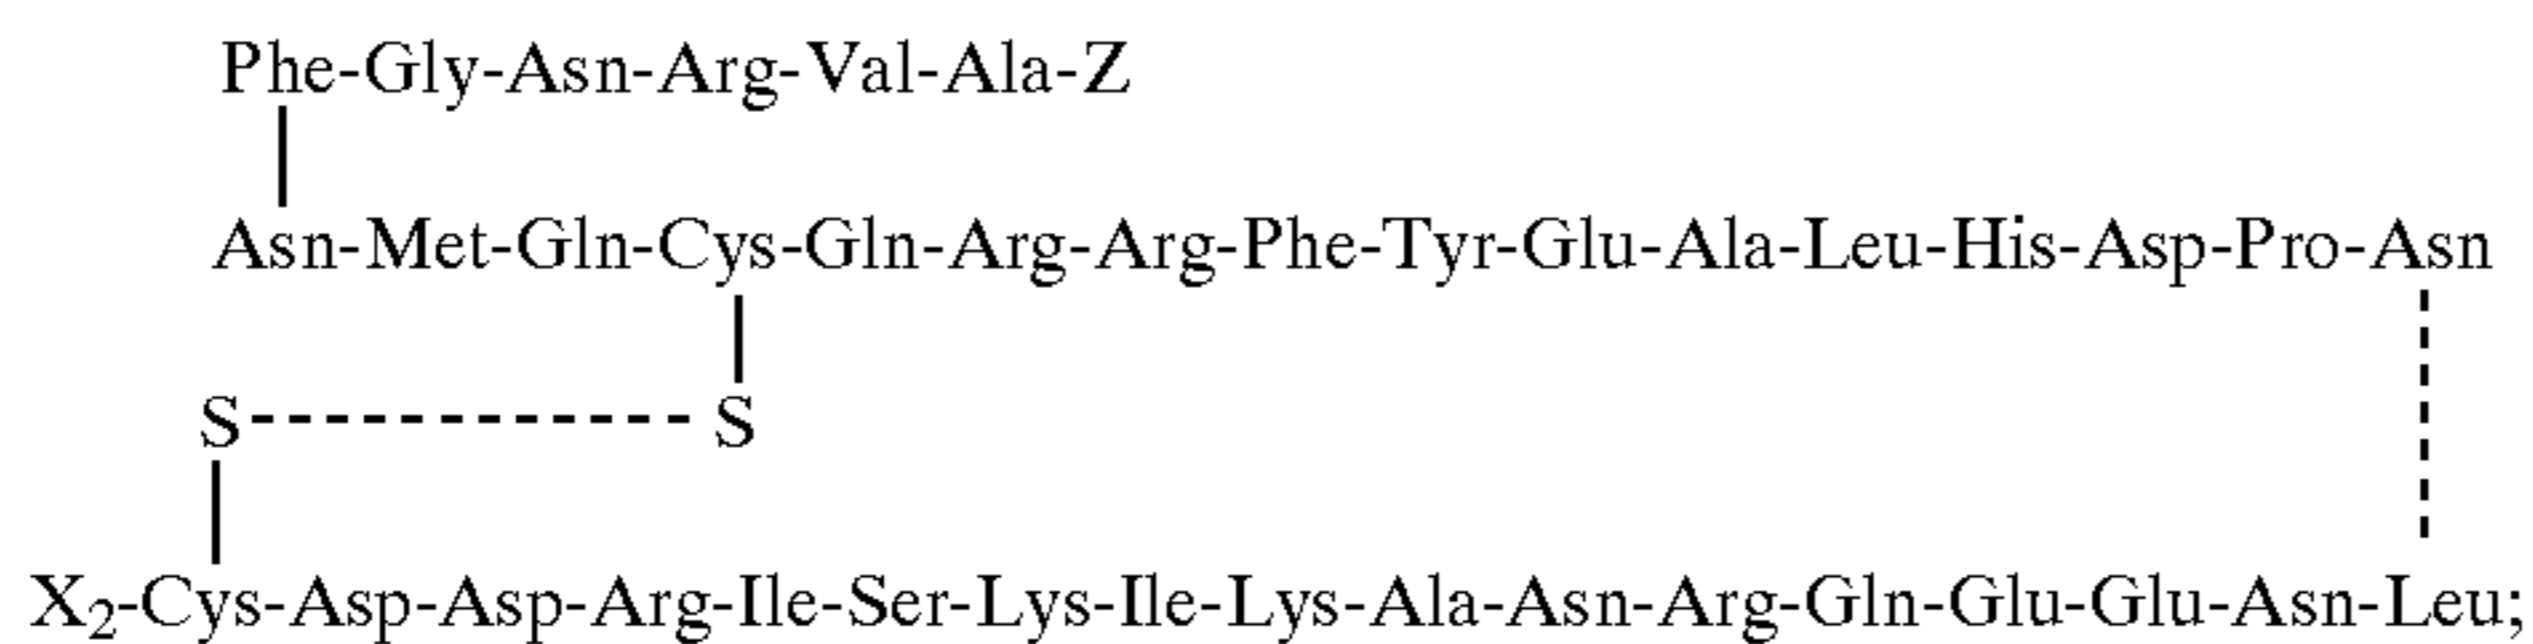 Phe-Gly-Asn-Arg-Val-Ala-Z
Asn-Met-Gln-Cys-Gln-Arg-Arg-Phe-Tyr-Glu-Ala-Leu-His-Asp-Pro-Asn
S S
X2-Cys-Asp-Asp-Arg-Ile-Ser-Lys-Ile-Lys-Ala-Asn-Arg-Gln-Glu-Glu-Asn-Leu;